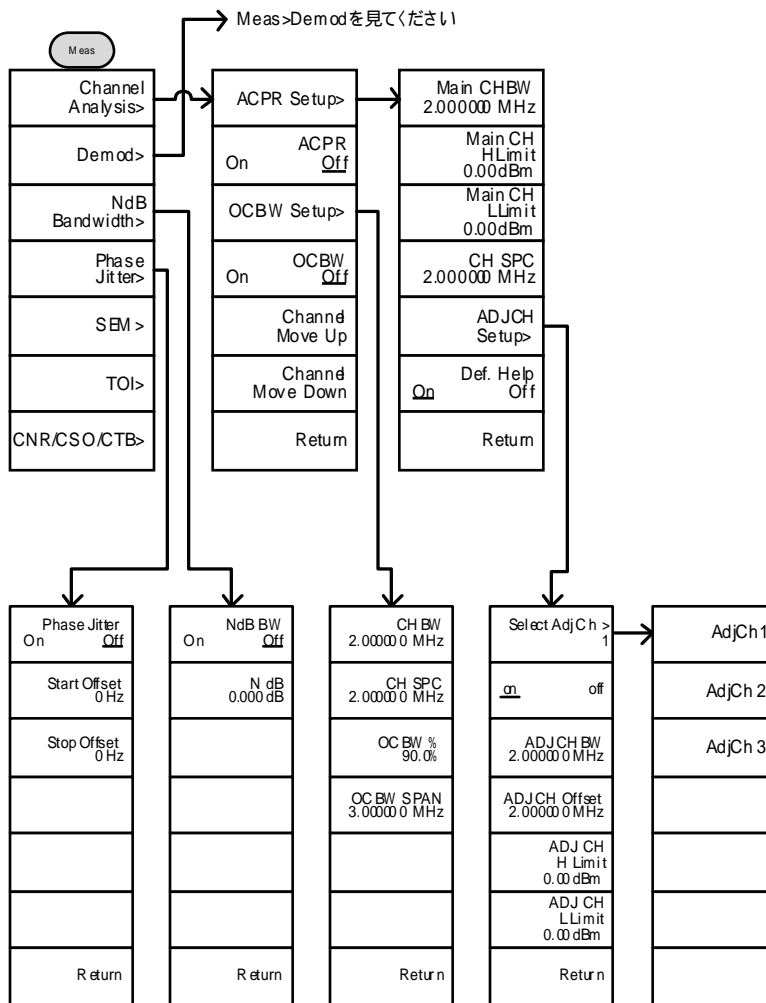 Meas>Demodを見てください
Meas
Channel
Analysis>
Demod>
NdB
Bandwidth>
Phase
Jitter>
SEM>
TOI>
CNR/CSO/CTB>
ACPR Setup>
ACPR
On Off
OCBW Setup>
OCBW
On Off
Channel
Move Up
Channel
Move Down
Return
Main CHBW
2.000000 MHz
Main CH
HLimit
0.00dBm
Main CH
LLimit
0.00dBm
CH SPC
2.000000 MHz
ADJCH
Setup>
Def. Help
On Off
Return
Phase Jitter
On Off
Start Offset
0 Hz
Stop Offset
0 Hz
Return
NdB BW
On Off
N dB
0.000 dB
Return
CH BW
2.000000 MHz
CH SPC
2.000000 MHz
OCBW %
90.0%
OCBW SPAN
3.000000 MHz
Return
Select AdjCh >
1
on off
ADJCH BW
2.000000 MHz
ADJCH Offset
2.000000 MHz
ADJ CH
H Limit
0.00 dBm
ADJ CH
LLimit
0.00 dBm
Return
AdjCh 1
AdjCh 2
AdjCh 3